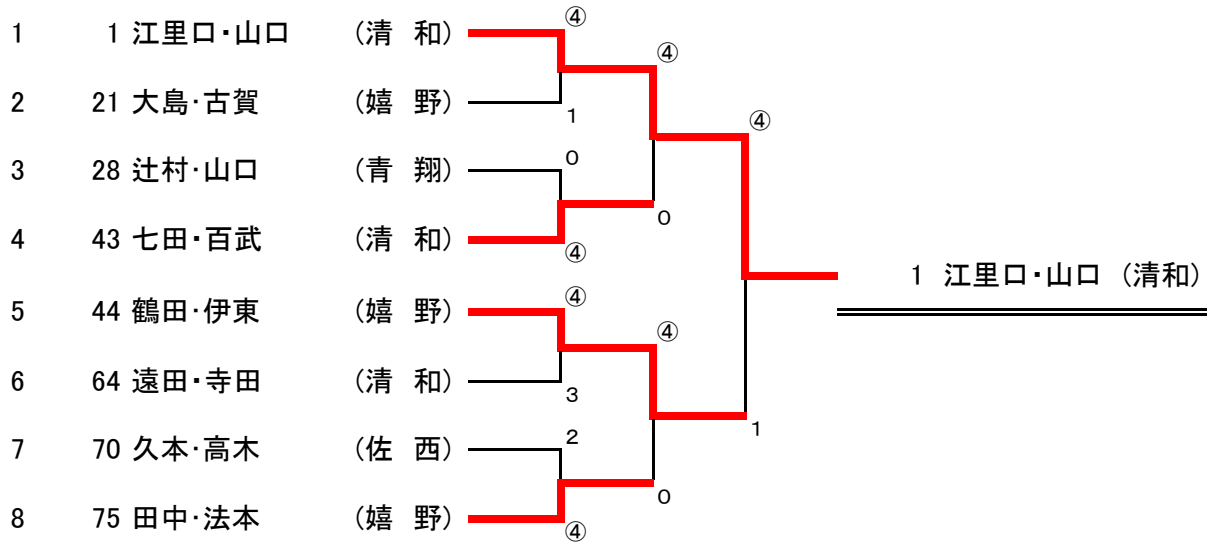 ④
1 1 江里口・山口 (清 和)
④
2 21 大島・古賀 (嬉 野)
1
④
0
3 28 辻村・山口 (青 翔)
0
4 43 七田・百武 (清 和)
④
1 江里口・山口 (清和)
④
5 44 鶴田・伊東 (嬉 野)
④
6 64 遠田・寺田 (清 和)
3
1
2
7 70 久本・高木 (佐 西)
0
8 75 田中・法本 (嬉 野)
④